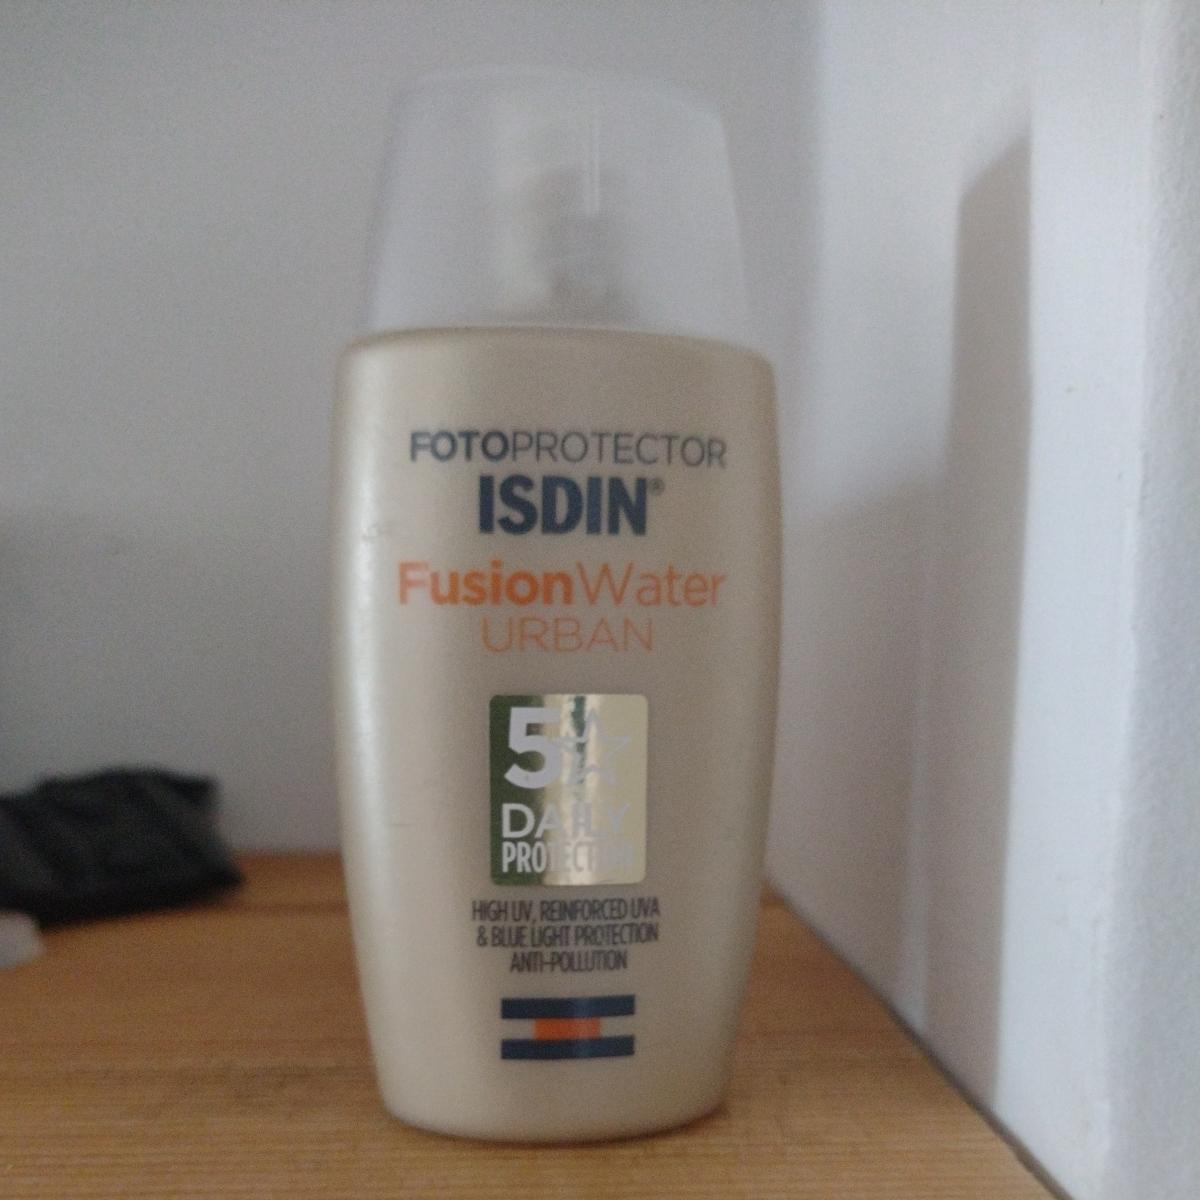 FOTOPROTECTOR
ISDIN®
FusionWater
URBAN
5
DAILY
PROTECTION
HIGH UV, REINFORCED UVA
& BLUE LIGHT PROTECTION
ANTI-POLLUTION